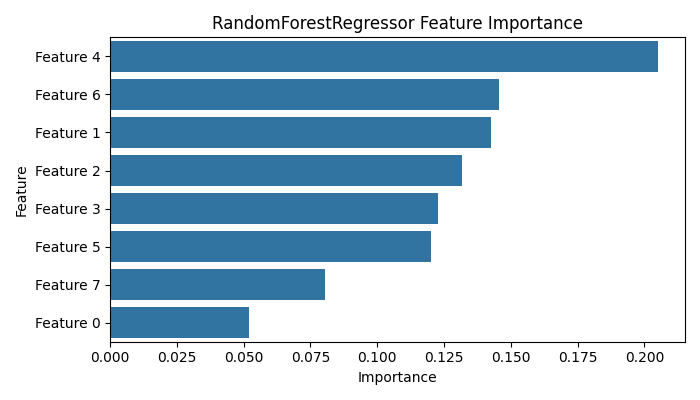 RandomForestRegressor Feature Importance
Feature 4
Feature 6
Feature 1
Feature 2
Feature 3
Feature 5
Feature 7
Feature 0
Feature
0.000 0.025 0.050 0.075 0.100 0.125 0.150 0.175 0.200
Importance